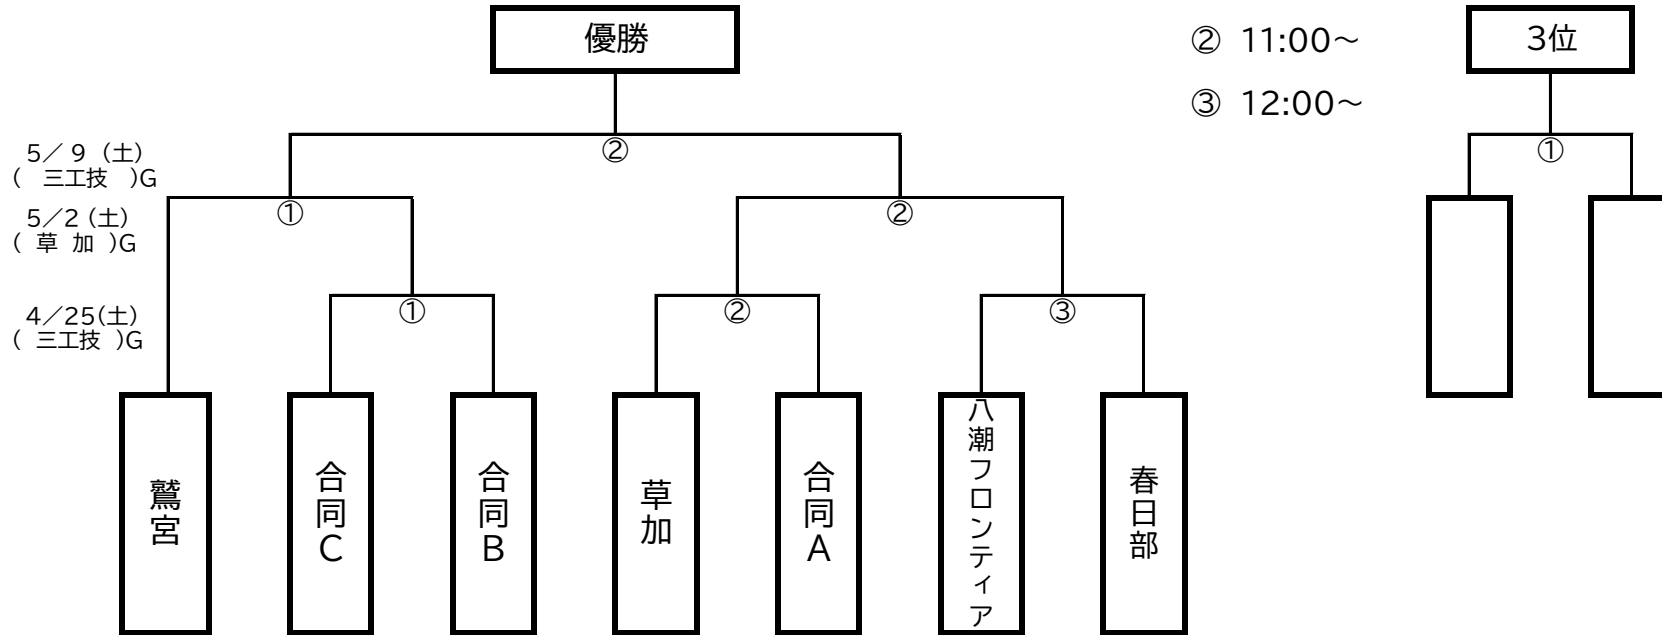 優勝
② 11:00～
3位
③ 12:00～
5／9 (土)
( 三工技 )G
②
①
5／2 (土)
( 草 加 )G
①
②
4／25(土)
( 三工技 )G
①
②
③
鷲宮
合同C
合同B
草加
合同A
八潮フロンティア
春日部